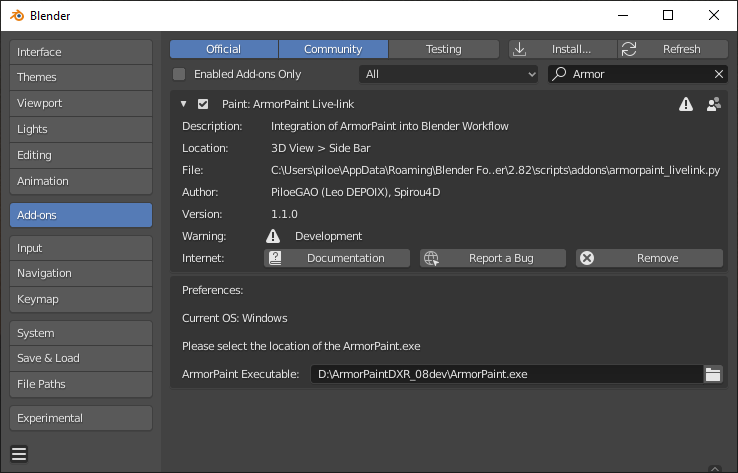 Blender
Interface
Themes
Viewport
Lights
Editing
Animation
Add-ons
Input
Navigation
Keymap
System
Save & Load
File Paths
Experimental
Official Community Testing Install... Refresh
Enabled Add-ons Only All Armor
Paint: ArmorPaint Live-link
Description: Integration of ArmorPaint into Blender Workflow
Location: 3D View > Side Bar
File: C:\Users\piloe\AppData\Roaming\Blender Fo..er\2.82\scripts\addons\armorpaint_livelink.py
Author: PiloeGAO (Leo DEPOIX), Spirou4D
Version: 1.1.0
Warning: Development
Internet: Documentation Report a Bug Remove
Preferences:
Current OS: Windows
Please select the location of the ArmorPaint.exe
ArmorPaint Executable: D:\ArmorPaintDXR_08dev\ArmorPaint.exe